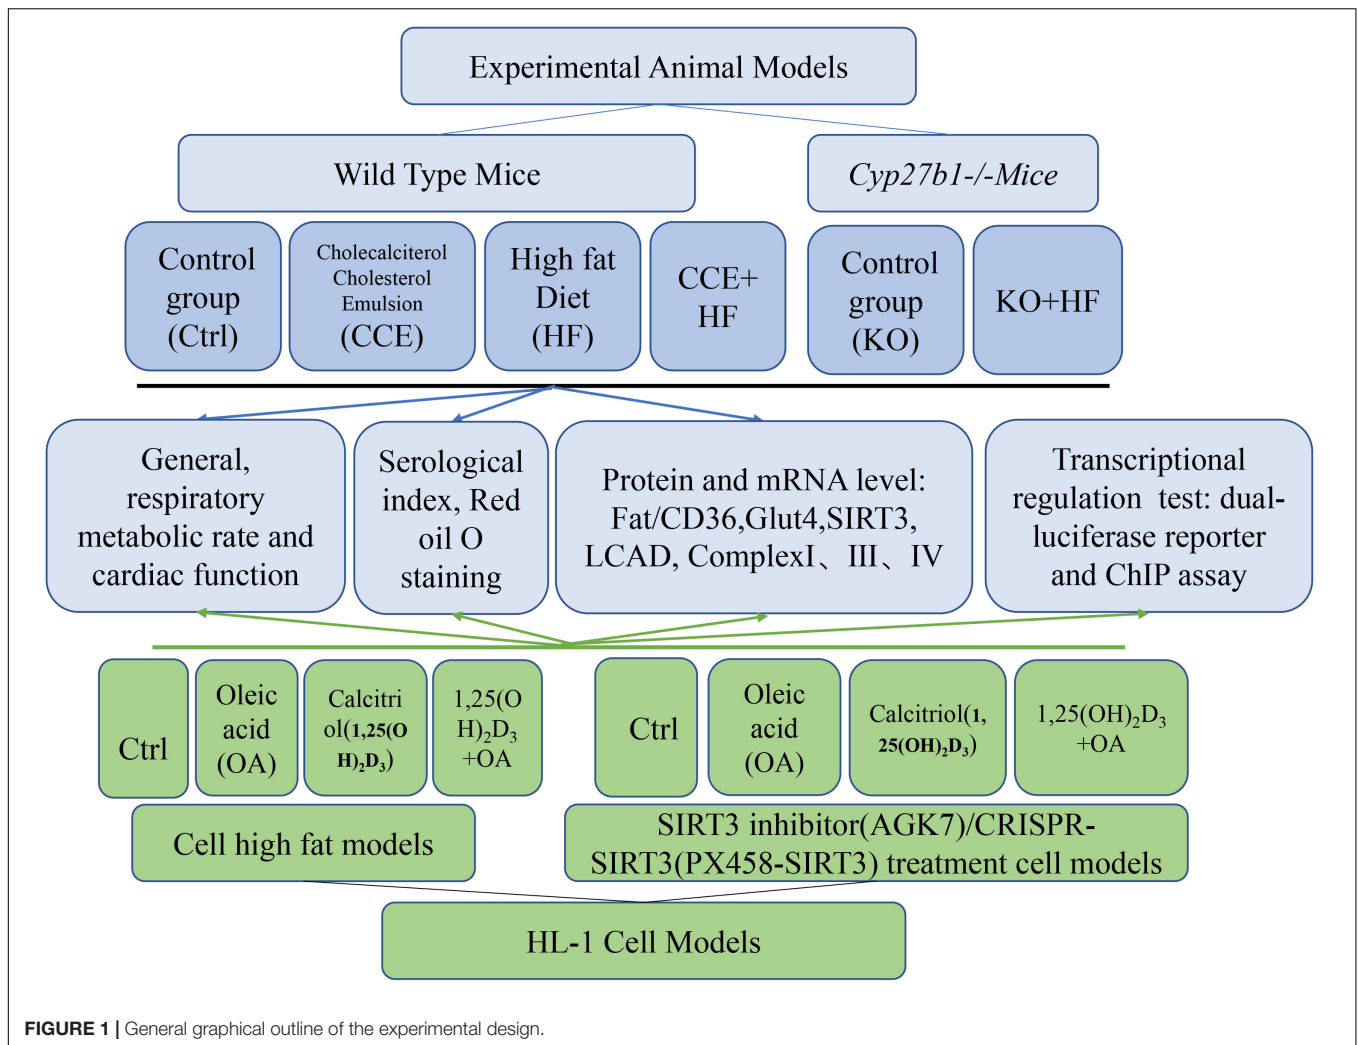 Experimental Animal Models
Wild Type Mice
Cyp27b1-/-Mice
Control
group
(Ctrl)
Cholecalciterol
Cholesterol
Emulsion
(CCE)
High fat
Diet
(HF)
CCE+
HF
Control
group
(KO)
KO+HF
General,
respiratory
metabolic rate and
cardiac function
Serological
index, Red
oil O
staining
Protein and mRNA level:
Fat/CD36,Glut4,SIRT3,
LCAD, ComplexI、III、IV
Transcriptional
regulation test: dual-
luciferase reporter
and ChIP assay
Ctrl
Oleic
acid
(OA)
Calcitri
ol(1,25(O
H)₂D₃)
1,25(O
H)₂D₃
+OA
Ctrl
Oleic
acid
(OA)
Calcitriol(1,
25(OH)₂D₃)
1,25(OH)₂D₃
+OA
Cell high fat models
SIRT3 inhibitor(AGK7)/CRISPR-
SIRT3(PX458-SIRT3) treatment cell models
HL-1 Cell Models
FIGURE 1 | General graphical outline of the experimental design.